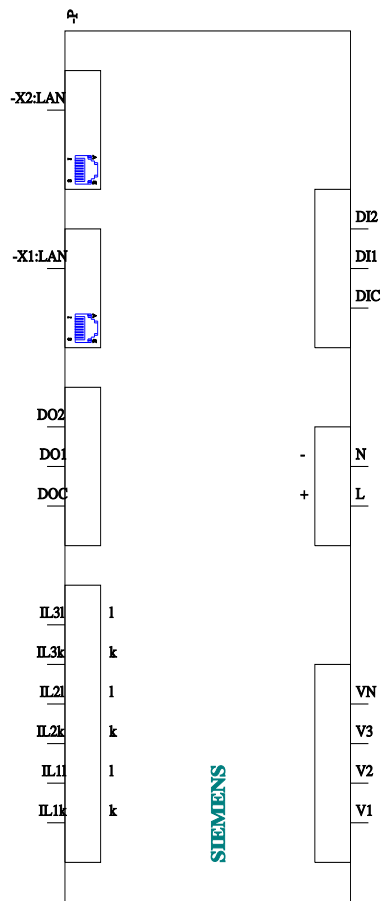 -P
-X2:LAN
-X1:LAN
DI2
DI1
DIC
DO2
DO1
DOC
- N
+ L
IL3l l
IL3k k
IL2l l
IL2k k
IL1l l
IL1k k
VN
V3
V2
V1
SIEMENS